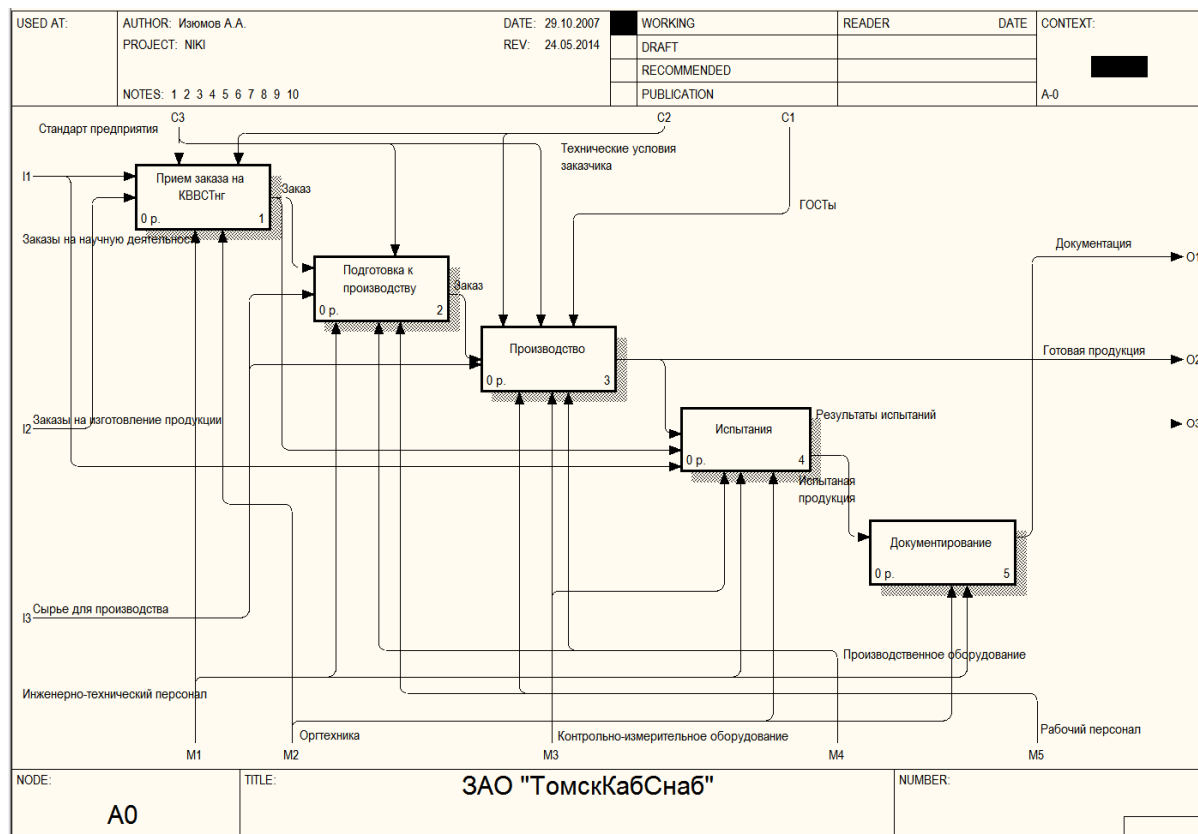 USED AT:
AUTHOR: Изюмов А.А.
DATE: 29.10.2007
WORKING
READER
DATE
CONTEXT:
PROJECT: NIKI
REV: 24.05.2014
DRAFT
RECOMMENDED
NOTES: 1 2 3 4 5 6 7 8 9 10
PUBLICATION
A-0
C3
C2
C1
Стандарт предприятия
Технические условия
заказчика
I1
Прием заказа на
КВВСТнг
0 р.
1
Заказ
ГОСТы
Заказы на научную деятельность
Документация
O1
Подготовка к
производству
0 р.
2
Заказ
Производство
0 р.
3
Готовая продукция
O2
Заказы на изготовление продукции
I2
Результаты испытаний
O3
Испытания
0 р.
4
Испытаная
продукция
Документирование
0 р.
5
Сырье для производства
I3
Производственное оборудование
Инженерно-технический персонал
Оргтехника
Контрольно-измерительное оборудование
Рабочий персонал
M1
M2
M3
M4
M5
NODE:
TITLE:
ЗАО "ТомскКабСнаб"
NUMBER:
A0